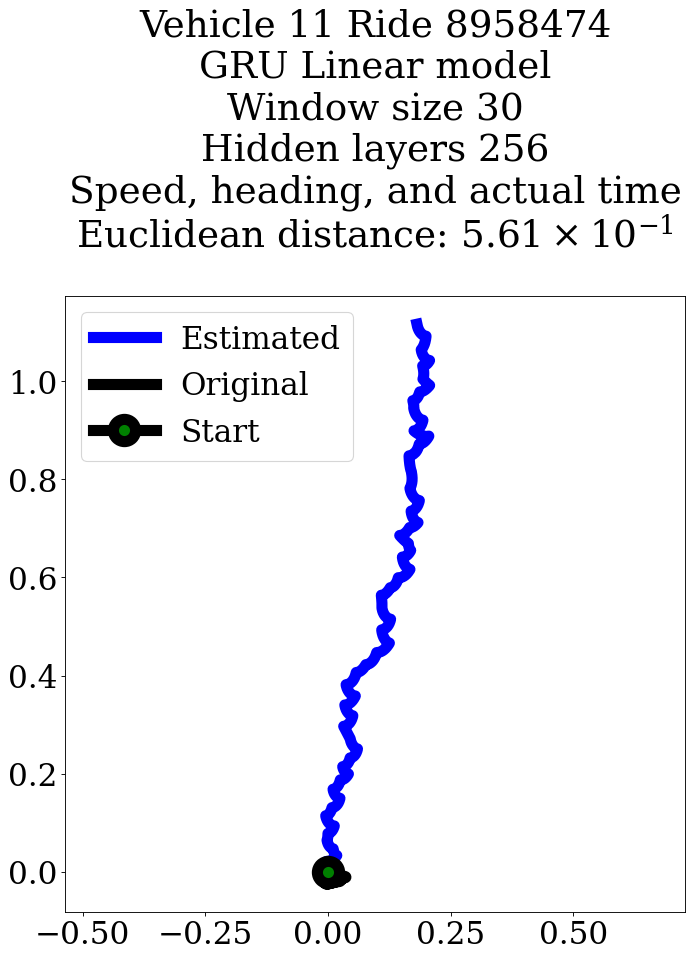 Vehicle 11 Ride 8958474
GRU Linear model
Window size 30
Hidden layers 256
Speed, heading, and actual time
Euclidean distance: 5.61 × 10⁻¹
Estimated
Original
Start
1.0
0.8
0.6
0.4
0.2
0.0
−0.50 −0.25 0.00 0.25 0.50